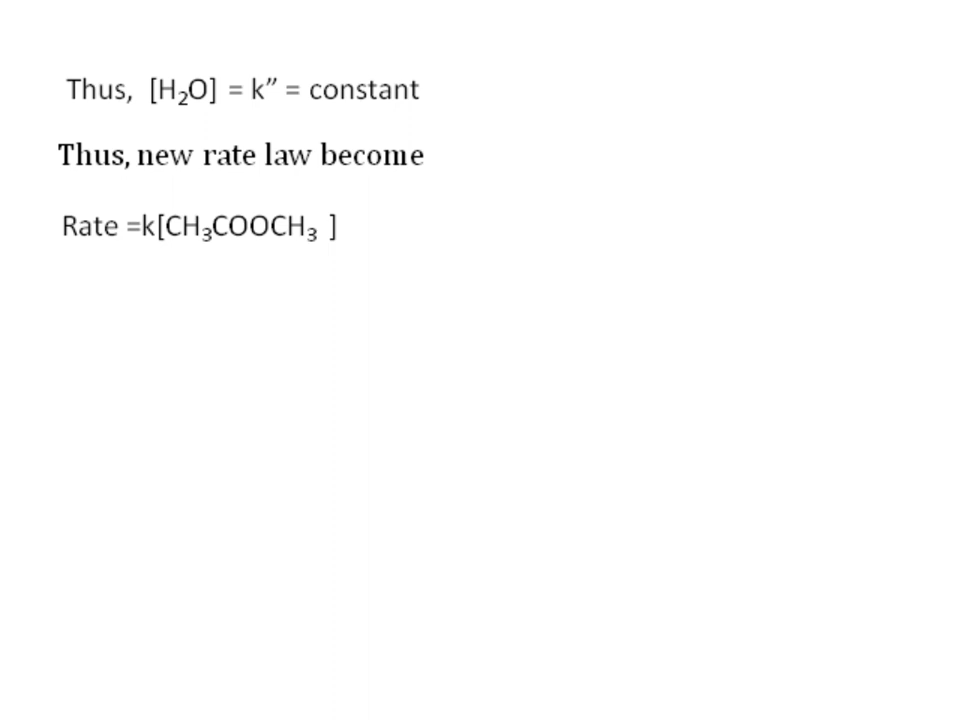 Thus, [H₂O] = k” = constant
Thus, new rate law become
Rate =k[CH₃COOCH₃ ]